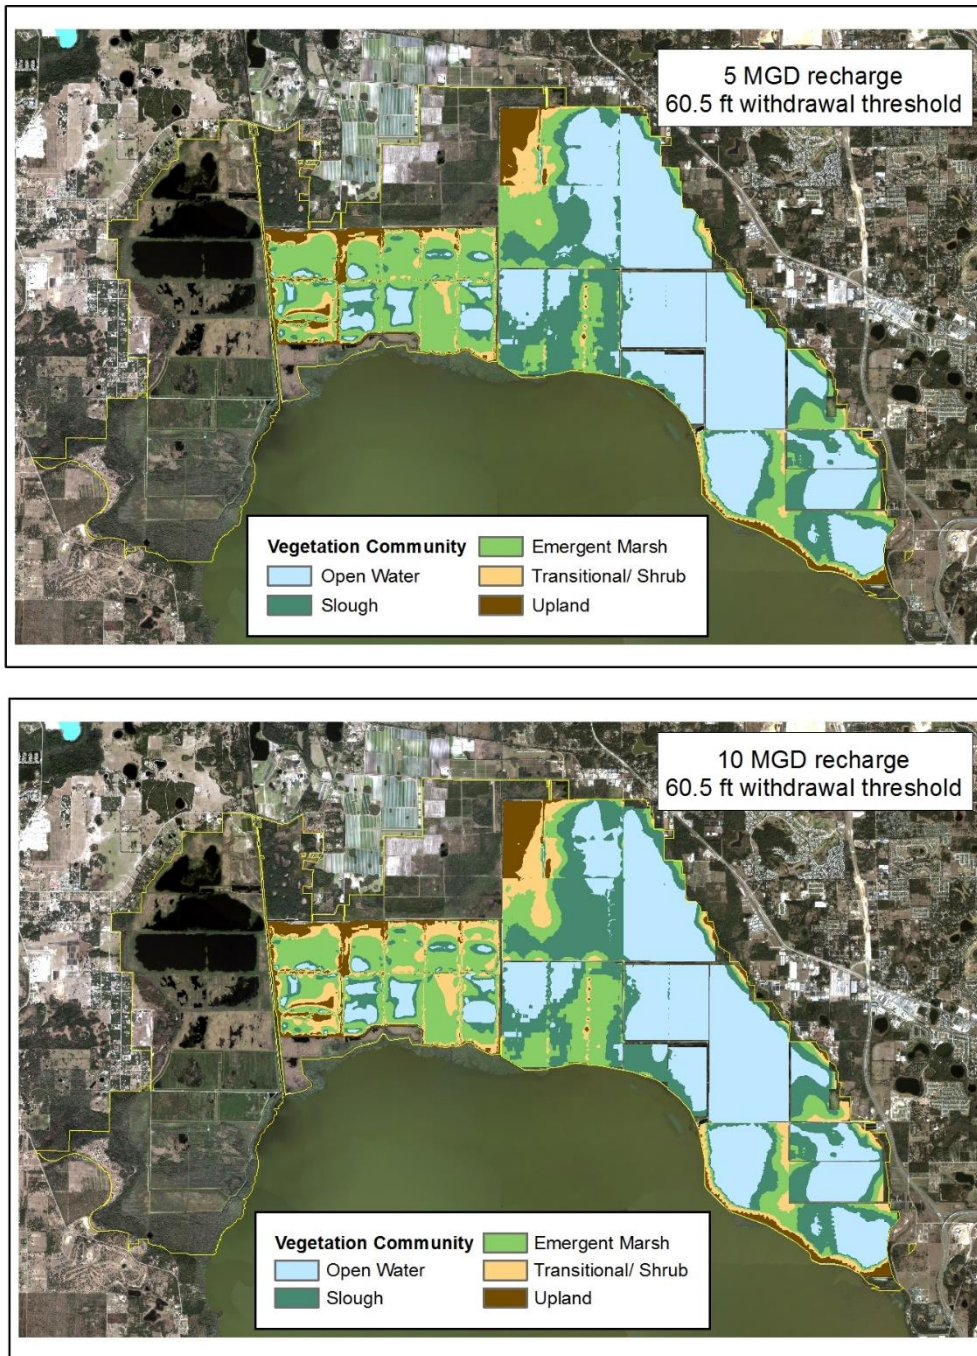 5 MGD recharge
60.5 ft withdrawal threshold
Vegetation Community
Open Water
Slough
Emergent Marsh
Transitional/ Shrub
Upland
10 MGD recharge
60.5 ft withdrawal threshold
Vegetation Community
Open Water
Slough
Emergent Marsh
Transitional/ Shrub
Upland